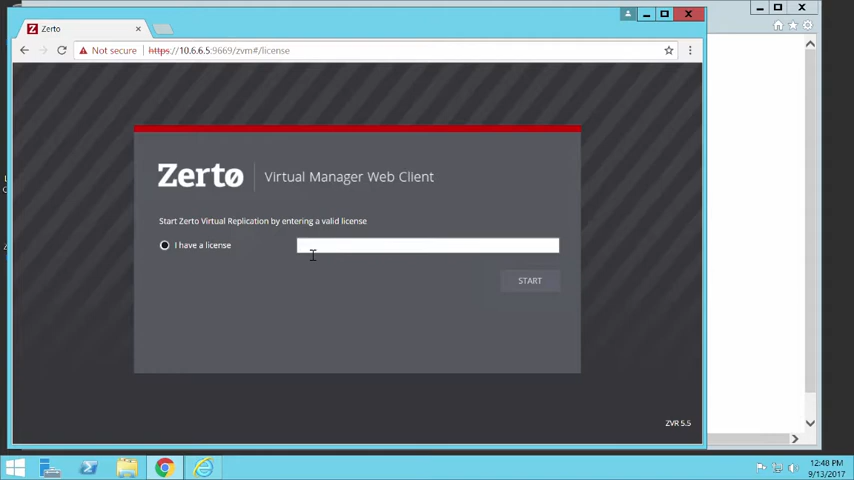 Zerto
Not secure
https://10.6.6.5:9669/zvm#/license
Zerto
Virtual Manager Web Client
Start Zerto Virtual Replication by entering a valid license
I have a license
START
ZVR 5.5
12:48 PM
9/13/2017